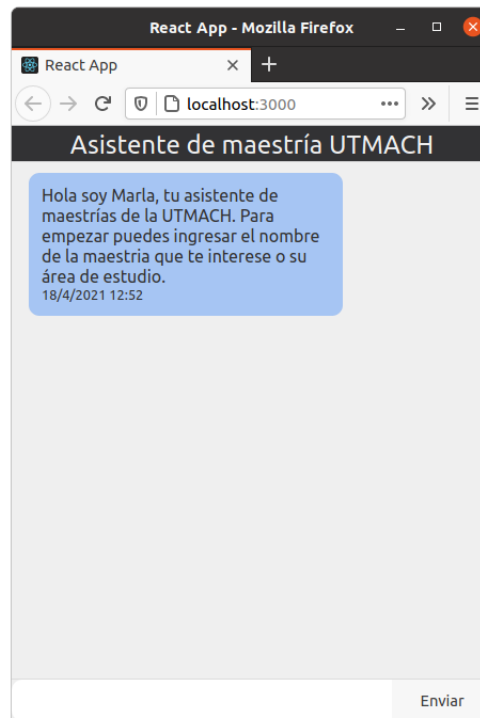 React App - Mozilla Firefox
React App
localhost:3000
Asistente de maestría UTMACH
Hola soy Marla, tu asistente de
maestrías de la UTMACH. Para
empezar puedes ingresar el nombre
de la maestria que te interese o su
área de estudio.
18/4/2021 12:52
Enviar